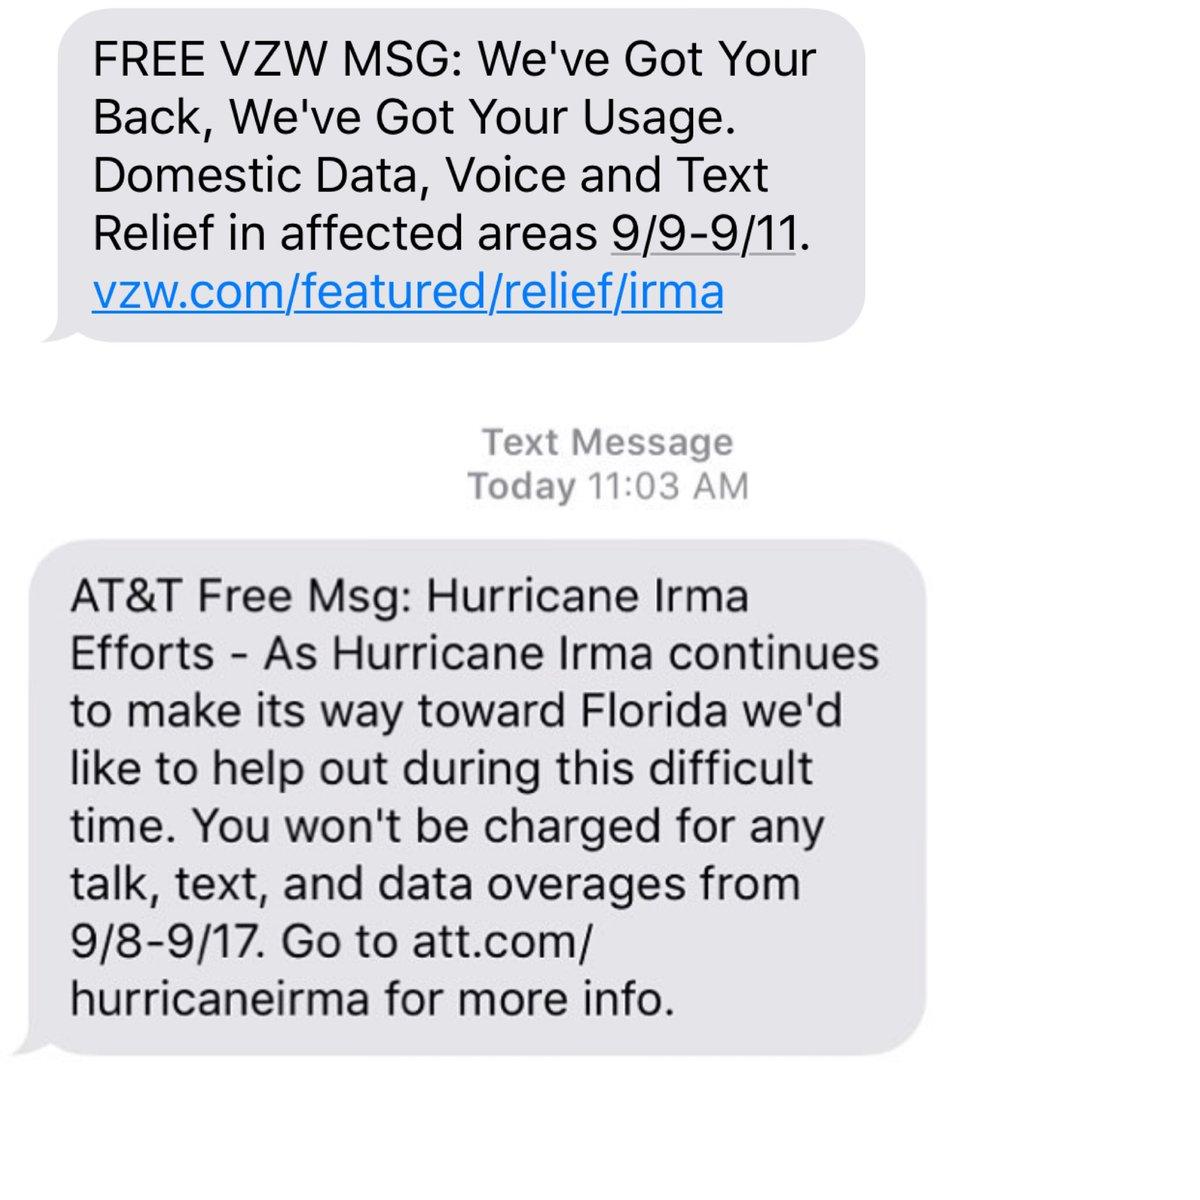 FREE VZW MSG: We've Got Your
Back, We've Got Your Usage.
Domestic Data, Voice and Text
Relief in affected areas 9/9-9/11.
vzw.com/featured/relief/irma
Text Message
Today 11:03 AM
AT&T Free Msg: Hurricane Irma
Efforts - As Hurricane Irma continues
to make its way toward Florida we'd
like to help out during this difficult
time. You won't be charged for any
talk, text, and data overages from
9/8-9/17. Go to att.com/
hurricaneirma for more info.